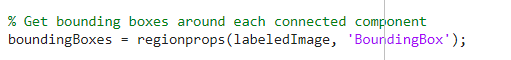 % Get bounding boxes around each connected component
boundingBoxes = regionprops(labeledImage, 'BoundingBox');